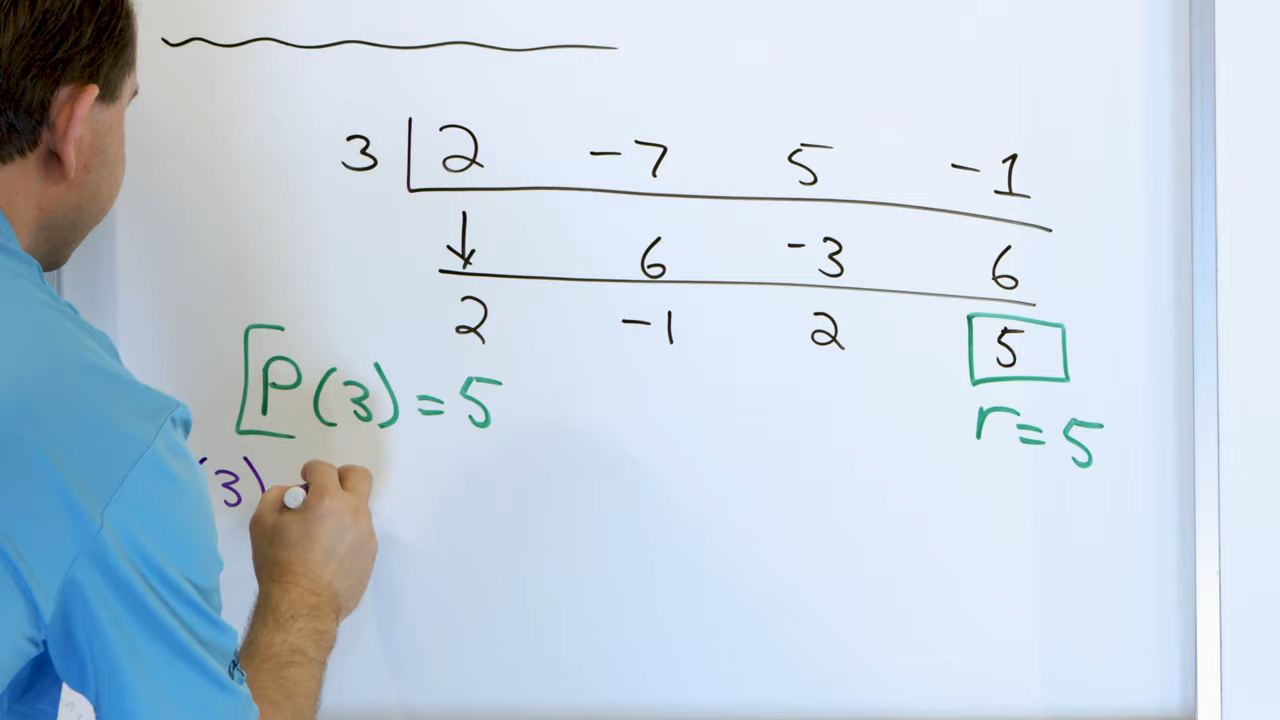 3 2 -7 5 -1
6 -3 6
2 -1 2 5
P(3) = 5
r = 5
(3)